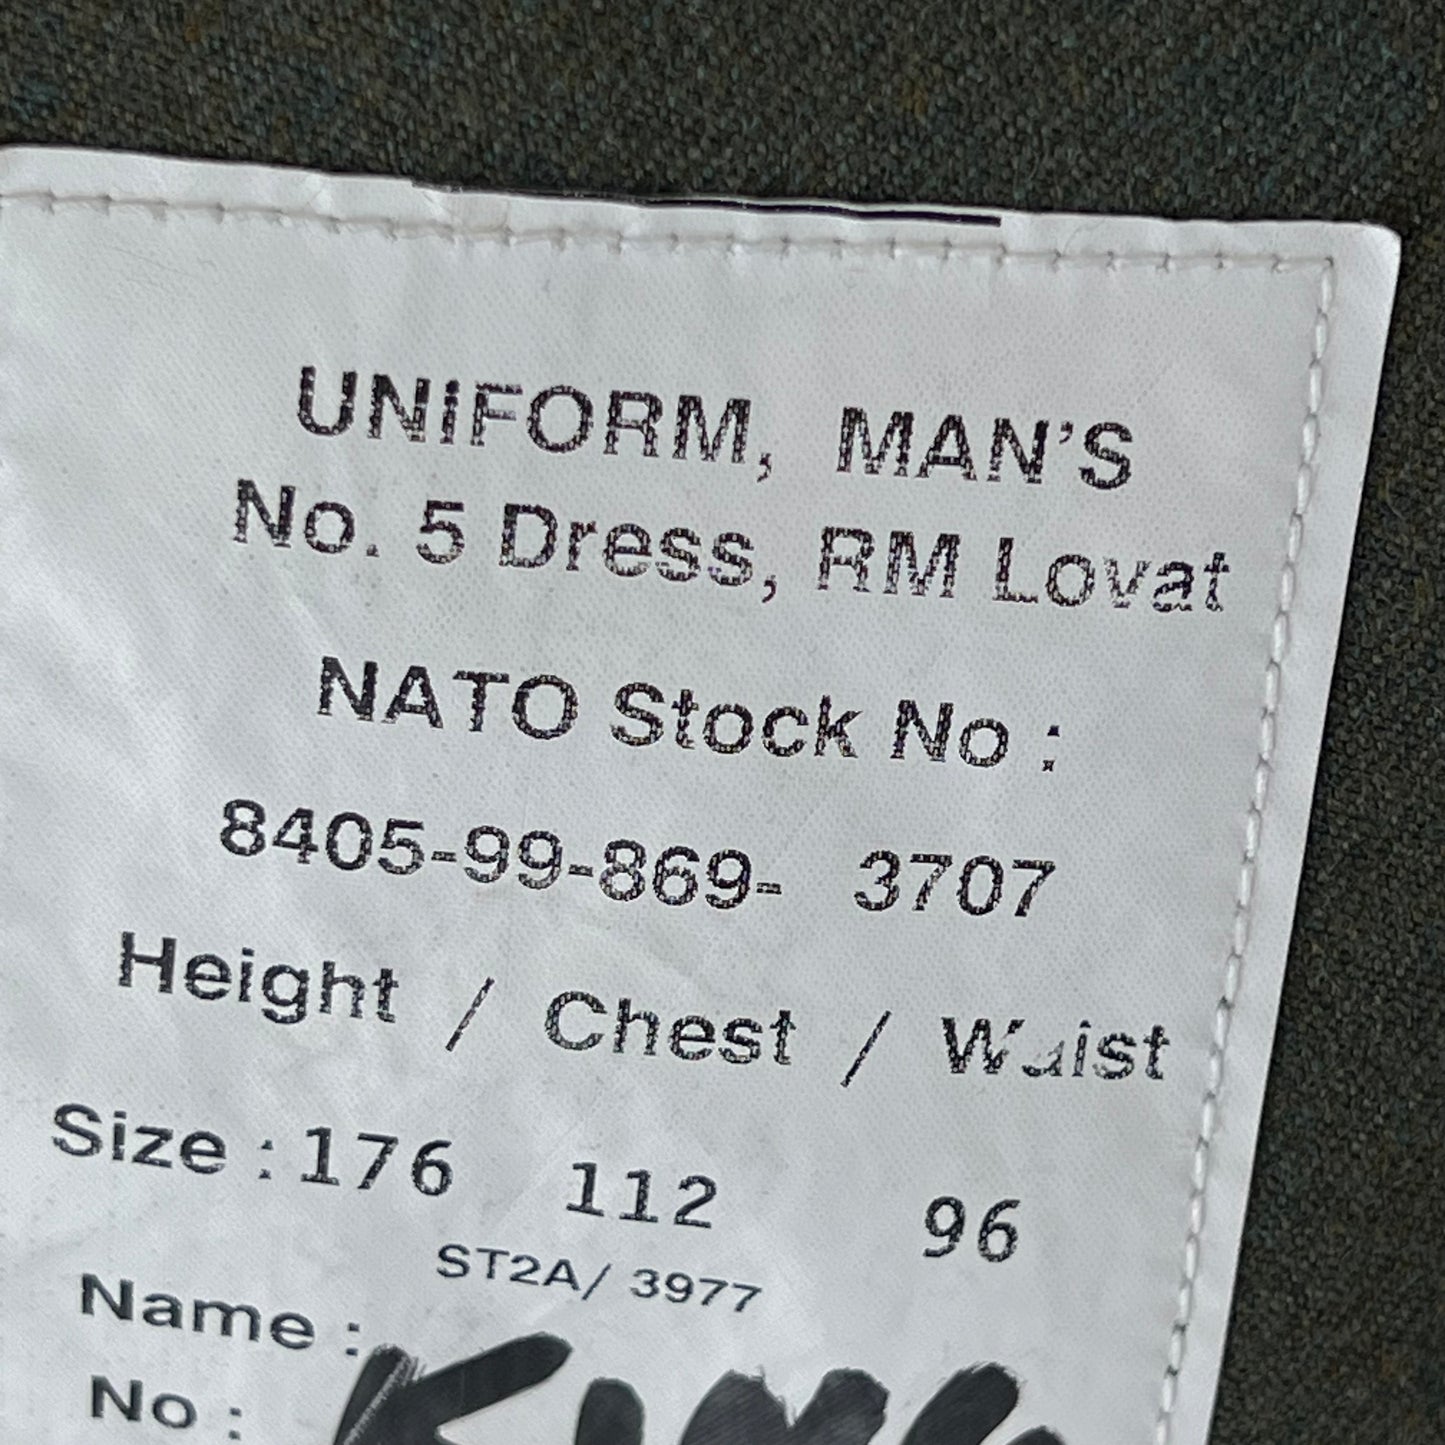 UNIFORM, MAN'S
No. 5 Dress, RM Lovat
NATO Stock No :
8405-99-869- 3707
Height / Chest / Waist
Size : 176 112 96
ST2A/ 3977
Name :
No :